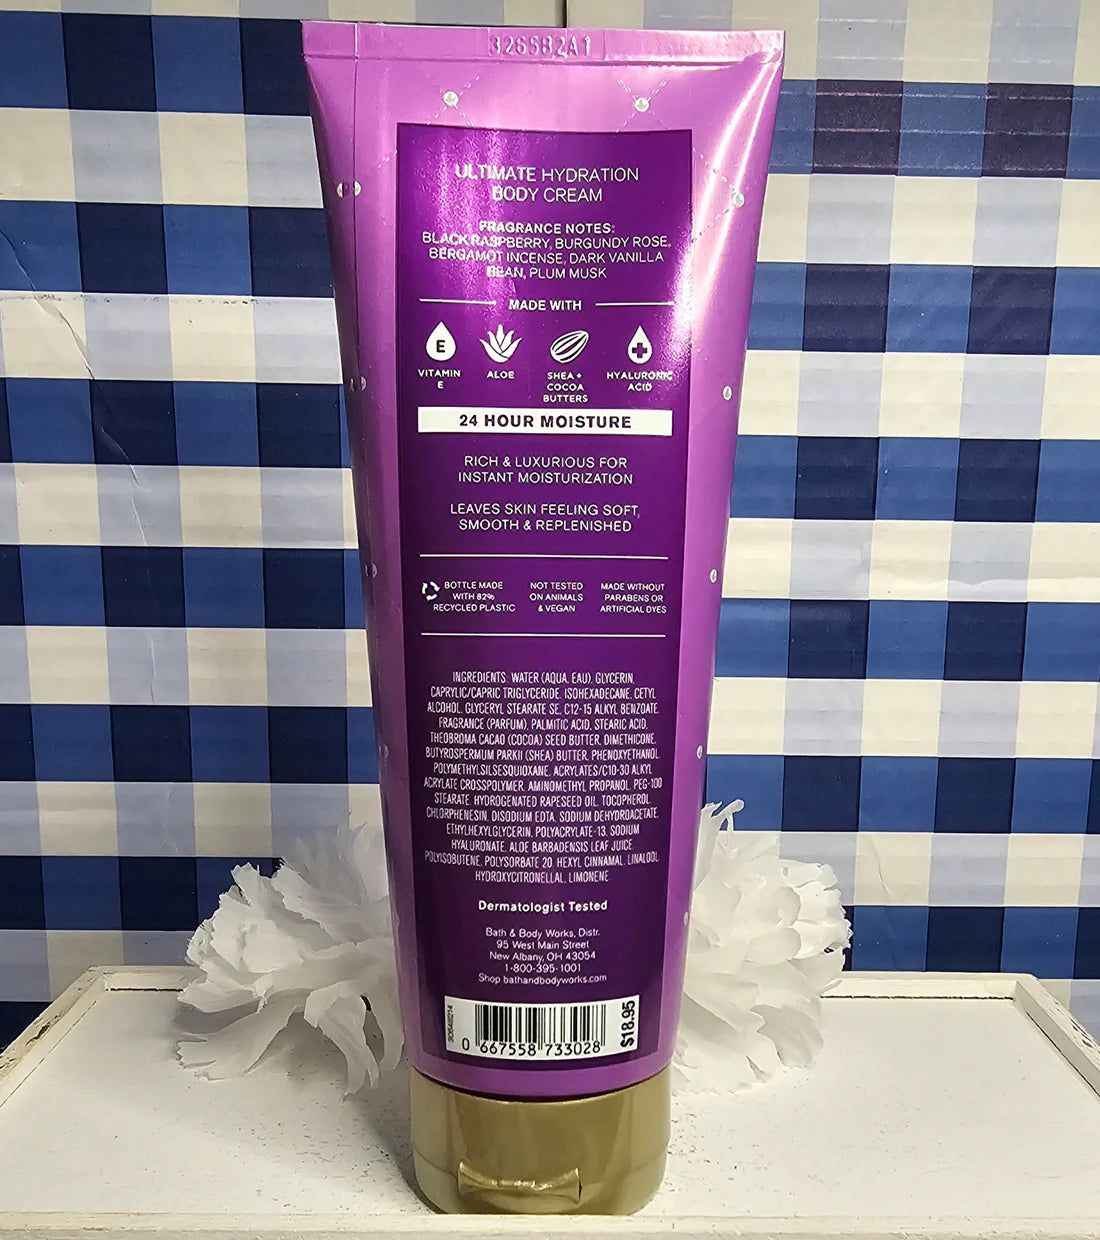 326582A1
ULTIMATE HYDRATION
BODY CREAM
FRAGRANCE NOTES:
BLACK RASPBERRY, BURGUNDY ROSE,
BERGAMOT INCENSE, DARK VANILLA
BEAN, PLUM MUSK
MADE WITH
E
VITAMIN
E
ALOE
SHEA +
COCOA
BUTTERS
HYALURONIC
ACID
24 HOUR MOISTURE
RICH & LUXURIOUS FOR
INSTANT MOISTURIZATION
LEAVES SKIN FEELING SOFT,
SMOOTH & REPLENISHED
BOTTLE MADE
WITH 82%
RECYCLED PLASTIC
NOT TESTED
ON ANIMALS
& VEGAN
MADE WITHOUT
PARABENS OR
ARTIFICIAL DYES
INGREDIENTS: WATER (AQUA, EAU), GLYCERIN,
CAPRYLIC/CAPRIC TRIGLYCERIDE, ISOHEXADECANE, CETYL
ALCOHOL, GLYCERYL STEARATE SE, C12-15 ALKYL BENZOATE,
FRAGRANCE (PARFUM), PALMITIC ACID, STEARIC ACID,
THEOBROMA CACAO (COCOA) SEED BUTTER, DIMETHICONE,
BUTYROSPERMUM PARKII (SHEA) BUTTER, PHENOXYETHANOL,
POLYMETHYLSILSESQUIOXANE, ACRYLATES/C10-30 ALKYL
ACRYLATE CROSSPOLYMER, AMINOMETHYL PROPANOL, PEG-100
STEARATE, HYDROGENATED RAPESEED OIL, TOCOPHEROL,
CHLORPHENESIN, DISODIUM EDTA, SODIUM DEHYDROACETATE,
ETHYLHEXYLGLYCERIN, POLYACRYLATE-13, SODIUM
HYALURONATE, ALOE BARBADENSIS LEAF JUICE,
POLYISOBUTENE, POLYSORBATE 20, HEXYL CINNAMAL, LINALOOL,
HYDROXYCITRONELLAL, LIMONENE
Dermatologist Tested
Bath & Body Works, Distr.
95 West Main Street
New Albany, OH 43054
1-800-395-1001
Shop bathandbodyworks.com
0 667558 733028
$18.95